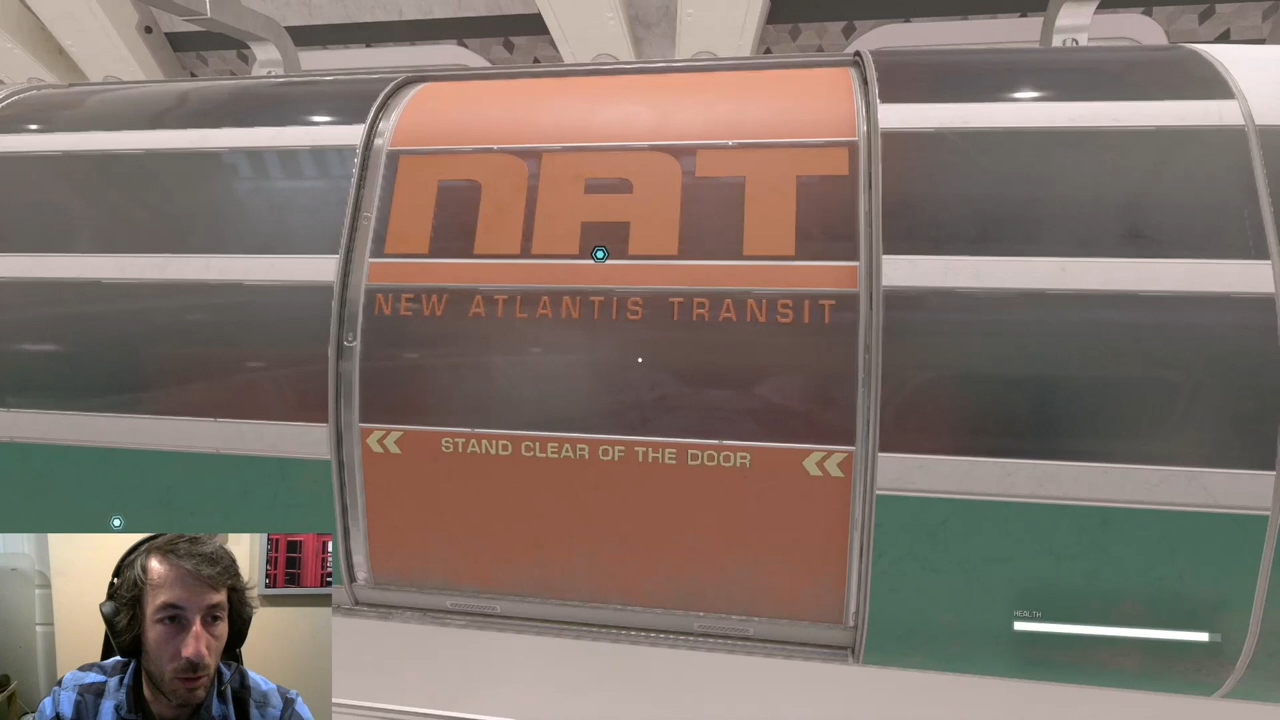 NAT
NEW ATLANTIS TRANSIT
STAND CLEAR OF THE DOOR
HEALTH